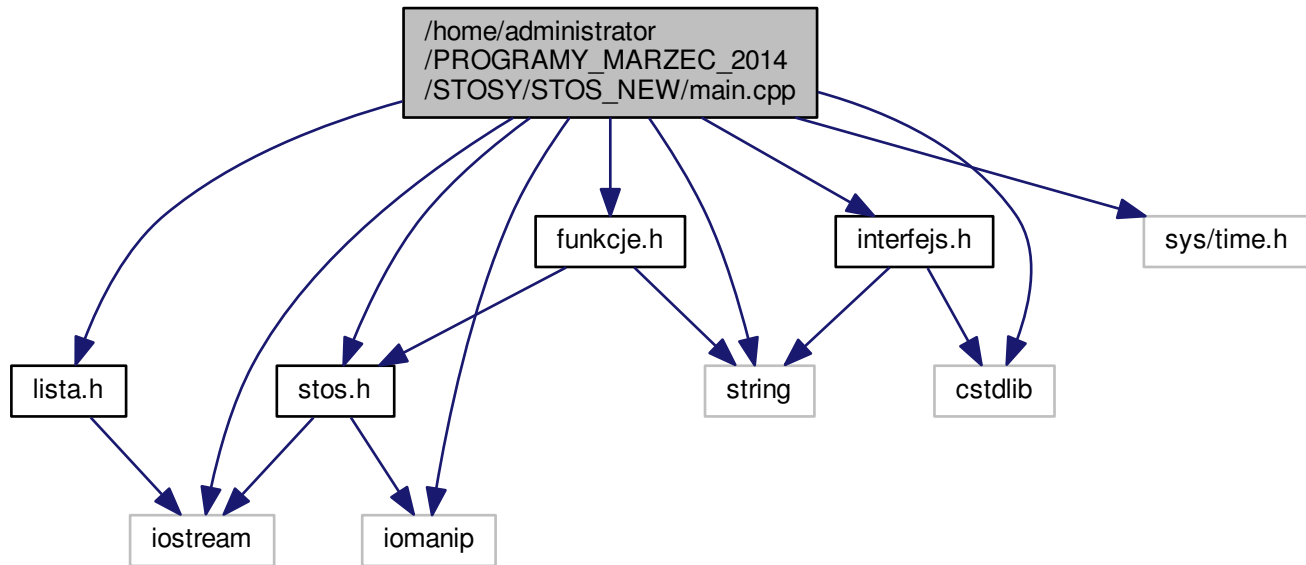 /home/administrator
/PROGRAMY_MARZEC_2014
/STOSY/STOS_NEW/main.cpp
funkcje.h
interfejs.h
sys/time.h
lista.h
stos.h
string
cstdlib
iostream
iomanip